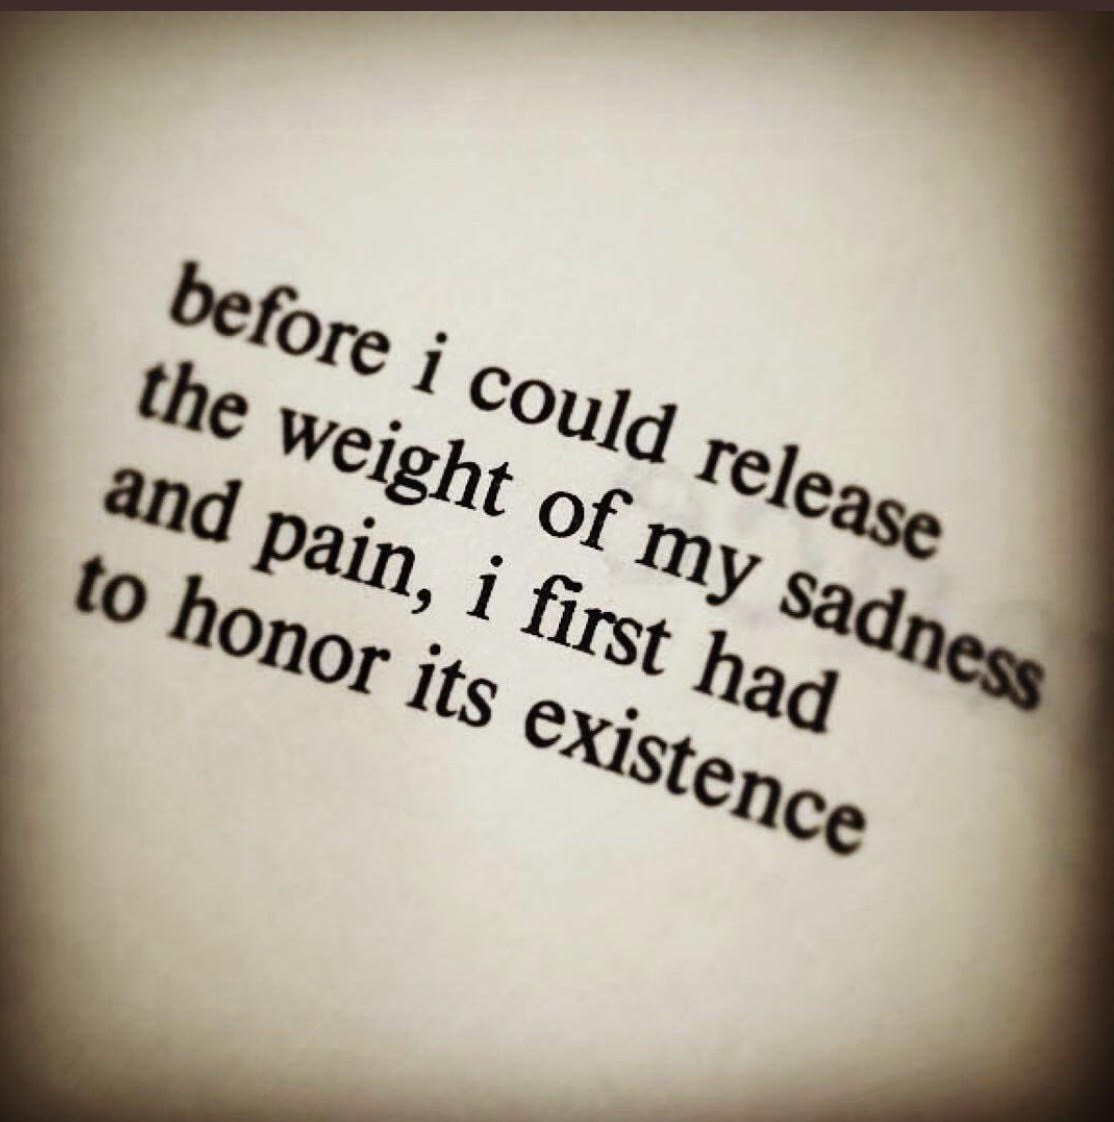 before i could release
the weight of my sadness
and pain, i first had
to honor its existence